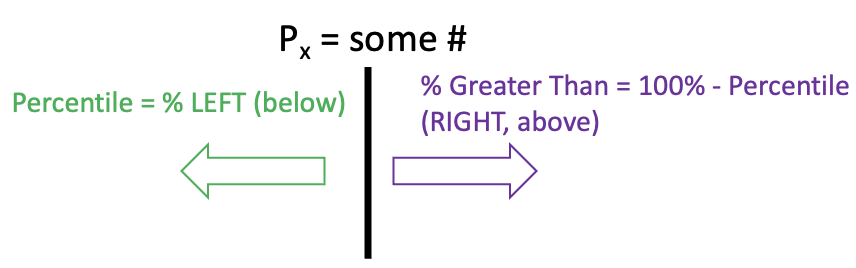 Pₓ = some #
Percentile = % LEFT (below)
% Greater Than = 100% - Percentile
(RIGHT, above)